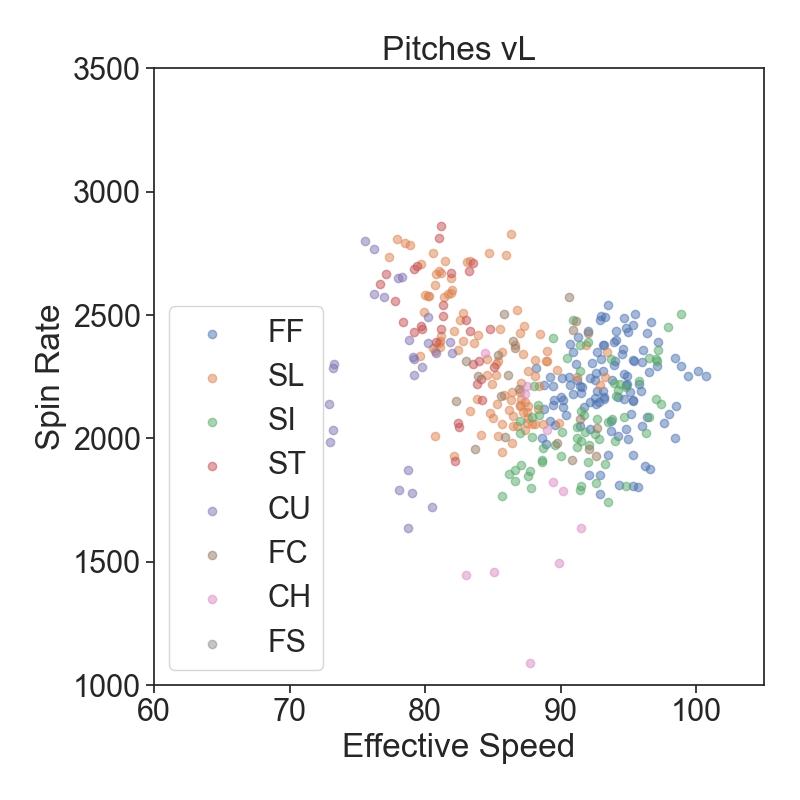 Pitches vL
3500
3000
2500
2000
1500
1000
Spin Rate
FF
SL
SI
ST
CU
FC
CH
FS
60 70 80 90 100
Effective Speed